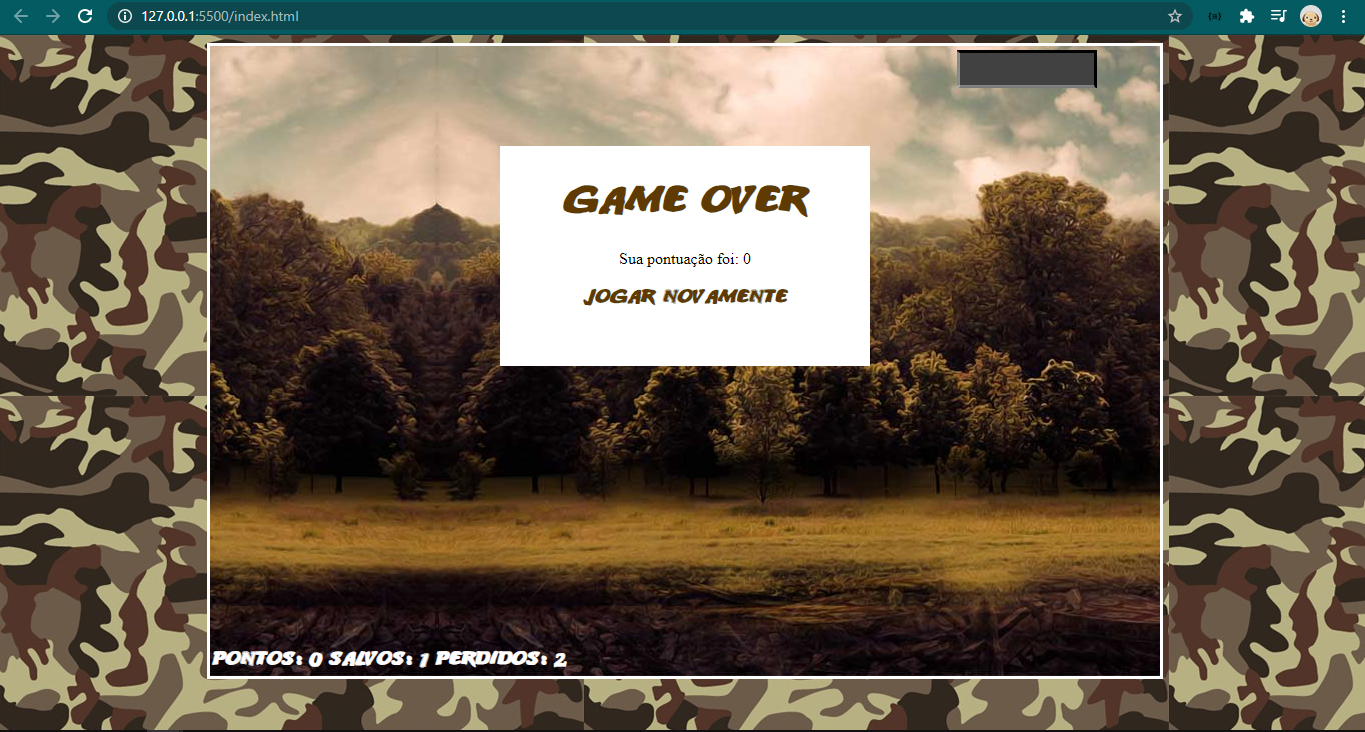 127.0.0.1:5500/index.html
GAME OVER
Sua pontuação foi: 0
JOGAR NOVAMENTE
PONTOS: 0 SALVOS: 1 PERDIDOS: 2